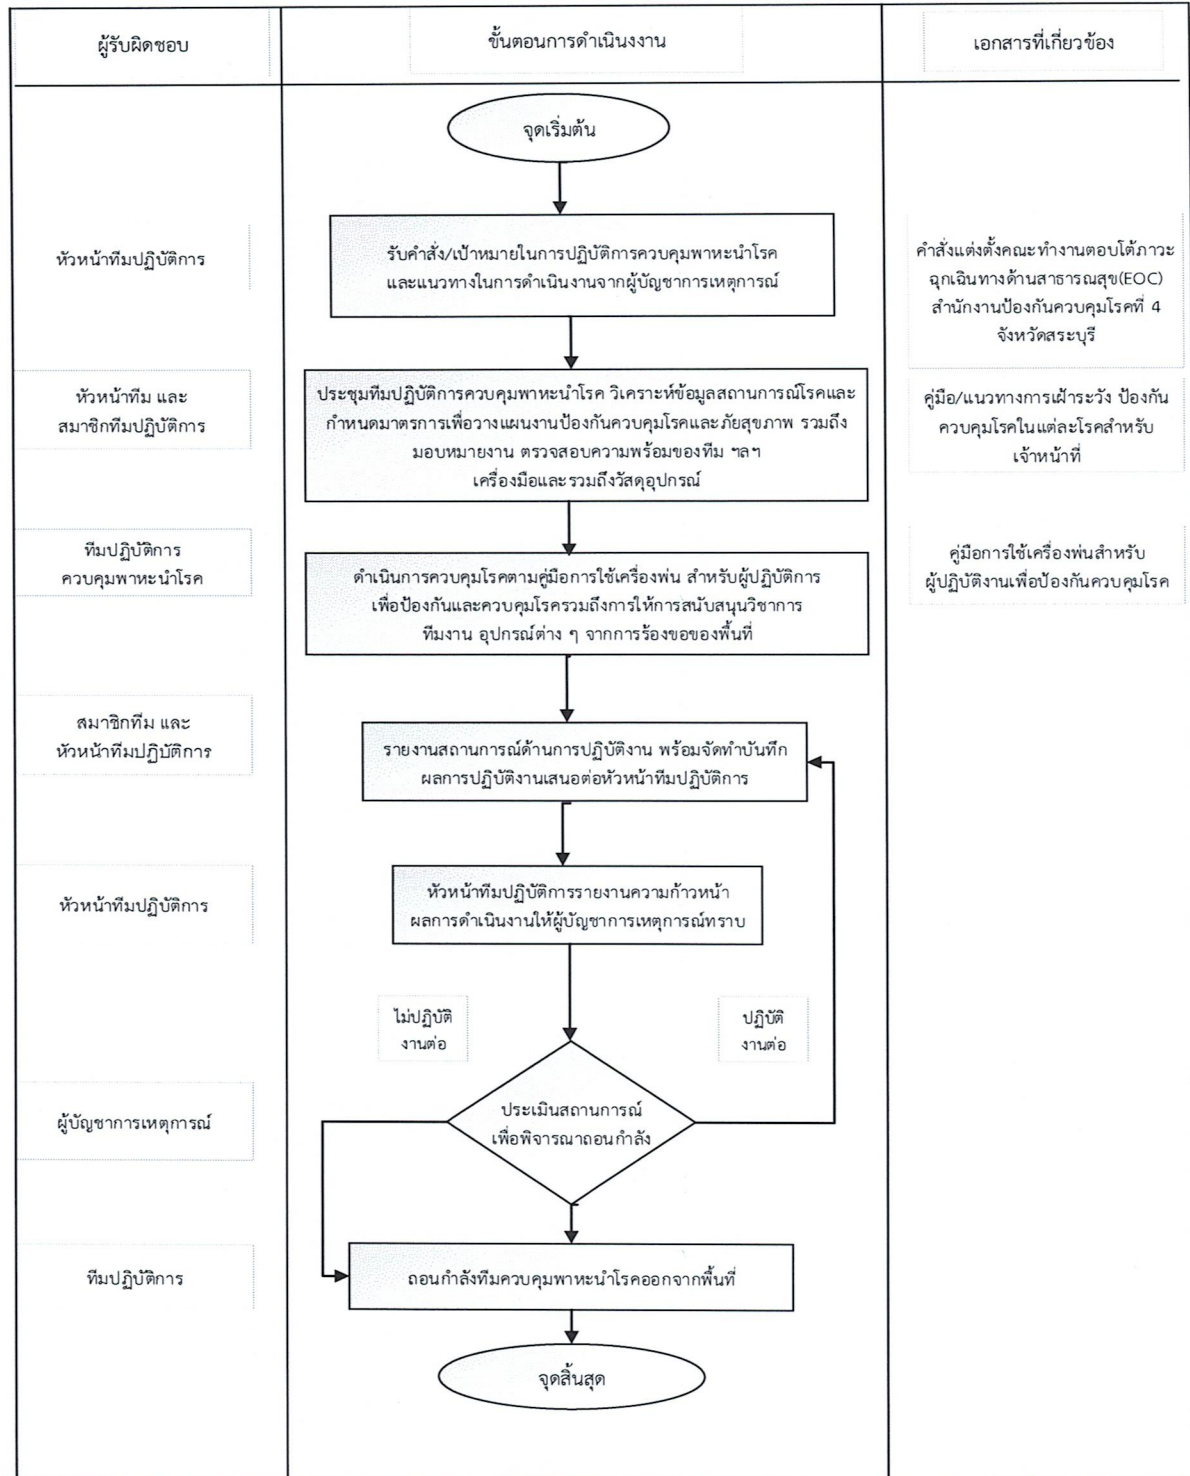 ผู้รับผิดชอบ
ขั้นตอนการดำเนินงงาน
เอกสารที่เกี่ยวข้อง
จุดเริ่มต้น
หัวหน้าทีมปฏิบัติการ
รับคำสั่ง/เป้าหมายในการปฏิบัติการควบคุมพาหะนำโรค
และแนวทางในการดำเนินงานจากผู้บัญชาการเหตุการณ์
คำสั่งแต่งตั้งคณะทำงานตอบโต้ภาวะ
ฉุกเฉินทางด้านสาธารณสุข(EOC)
สำนักงานป้องกันควบคุมโรคที่ 4
จังหวัดสระบุรี
หัวหน้าทีม และ
สมาชิกทีมปฏิบัติการ
ประชุมทีมปฏิบัติการควบคุมพาหะนำโรค วิเคราะห์ข้อมูลสถานการณ์โรคและ
กำหนดมาตรการเพื่อวางแผนงานป้องกันควบคุมโรคและภัยสุขภาพ รวมถึง
มอบหมายงาน ตรวจสอบความพร้อมของทีม ฯลฯ
เครื่องมือและรวมถึงวัสดุอุปกรณ์
คู่มือ/แนวทางการเฝ้าระวัง ป้องกัน
ควบคุมโรคในแต่ละโรคสำหรับ
เจ้าหน้าที่
ทีมปฏิบัติการ
ควบคุมพาหะนำโรค
ดำเนินการควบคุมโรคตามคู่มือการใช้เครื่องพ่น สำหรับผู้ปฏิบัติการ
เพื่อป้องกันและควบคุมโรครวมถึงการให้การสนับสนุนวิชาการ
ทีมงาน อุปกรณ์ต่าง ๆ จากการร้องขอของพื้นที่
คู่มือการใช้เครื่องพ่นสำหรับ
ผู้ปฏิบัติงานเพื่อป้องกันควบคุมโรค
สมาชิกทีม และ
หัวหน้าทีมปฏิบัติการ
รายงานสถานการณ์ด้านการปฏิบัติงาน พร้อมจัดทำบันทึก
ผลการปฏิบัติงานเสนอต่อหัวหน้าทีมปฏิบัติการ
หัวหน้าทีมปฏิบัติการ
หัวหน้าทีมปฏิบัติการรายงานความก้าวหน้า
ผลการดำเนินงานให้ผู้บัญชาการเหตุการณ์ทราบ
ไม่ปฏิบัติ
งานต่อ
ปฏิบัติ
งานต่อ
ผู้บัญชาการเหตุการณ์
ประเมินสถานการณ์
เพื่อพิจารณาถอนกำลัง
ทีมปฏิบัติการ
ถอนกำลังทีมควบคุมพาหะนำโรคออกจากพื้นที่
จุดสิ้นสุด